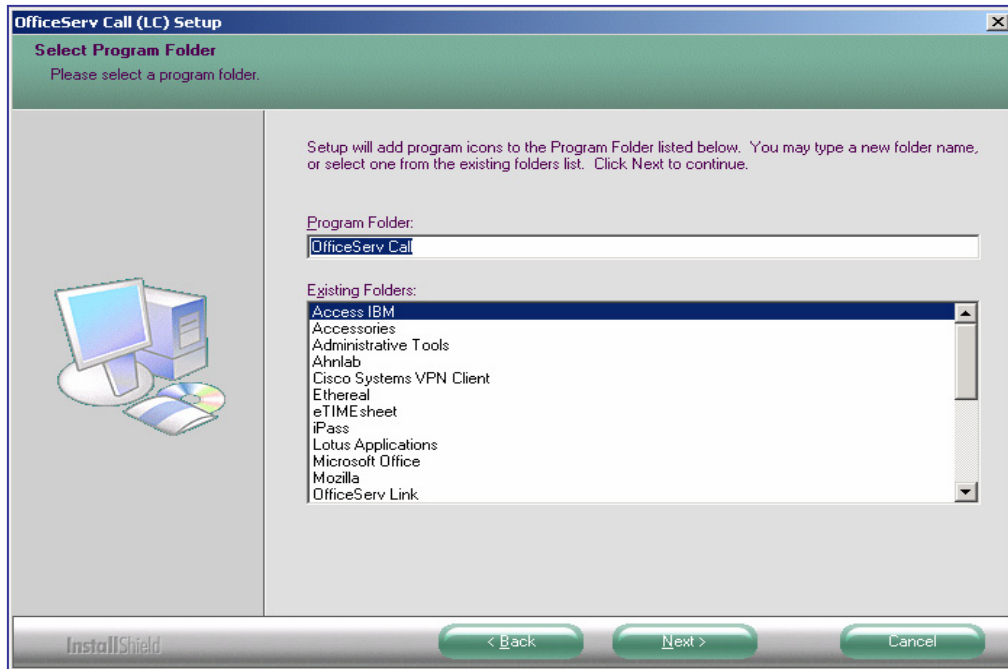 OfficeServ Call (LC) Setup
Select Program Folder
Please select a program folder.
Setup will add program icons to the Program Folder listed below. You may type a new folder name,
or select one from the existing folders list. Click Next to continue.
Program Folder:
OfficeServ Call
Existing Folders:
Access IBM
Accessories
Administrative Tools
Ahnlab
Cisco Systems VPN Client
Ethereal
eTIMEsheet
iPass
Lotus Applications
Microsoft Office
Mozilla
OfficeServ Link
InstallShield
< Back
Next >
Cancel